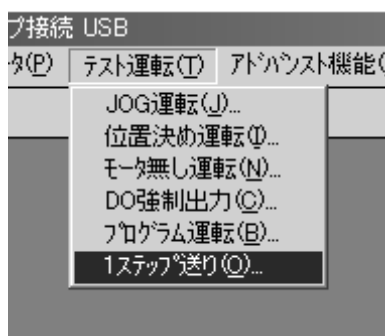 プ接続 USB
ﾀ(P) ﾃｽﾄ運転(T) ｱﾄﾞﾊﾞﾝｽﾄ機能(
JOG運転(J)...
位置決め運転(I)...
ﾓｰﾀ無し運転(N)...
DO強制出力(C)...
ﾌﾟﾛｸﾞﾗﾑ運転(B)...
1ｽﾃｯﾌﾟ送り(O)...